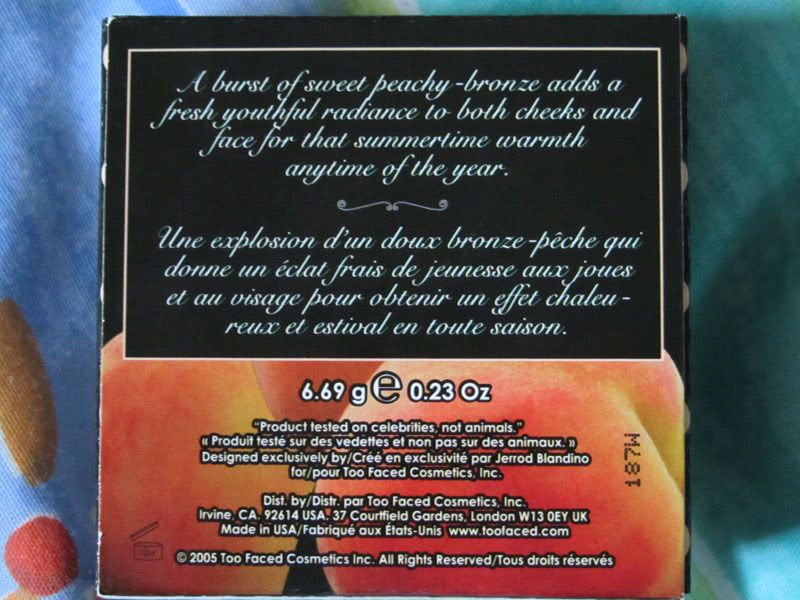 A burst of sweet peachy-bronze adds a
fresh youthful radiance to both cheeks and
face for that summertime warmth
anytime of the year.
Une explosion d'un doux bronze-pêche qui
donne un éclat frais de jeunesse aux joues
et au visage pour obtenir un effet chaleu-
reux et estival en toute saison.
6.69 g e 0.23 Oz
"Product tested on celebrities, not animals."
« Produit testé sur des vedettes et non pas sur des animaux. »
Designed exclusively by/Créé en exclusivité par Jerrod Blandino
for/pour Too Faced Cosmetics, Inc.
187W
Dist. by/Distr. par Too Faced Cosmetics, Inc.
Irvine, CA. 92614 USA. 37 Courtfield Gardens, London W13 0EY UK
Made in USA/Fabriqué aux États-Unis www.toofaced.com
18M
© 2005 Too Faced Cosmetics Inc. All Rights Reserved/Tous droits réservés